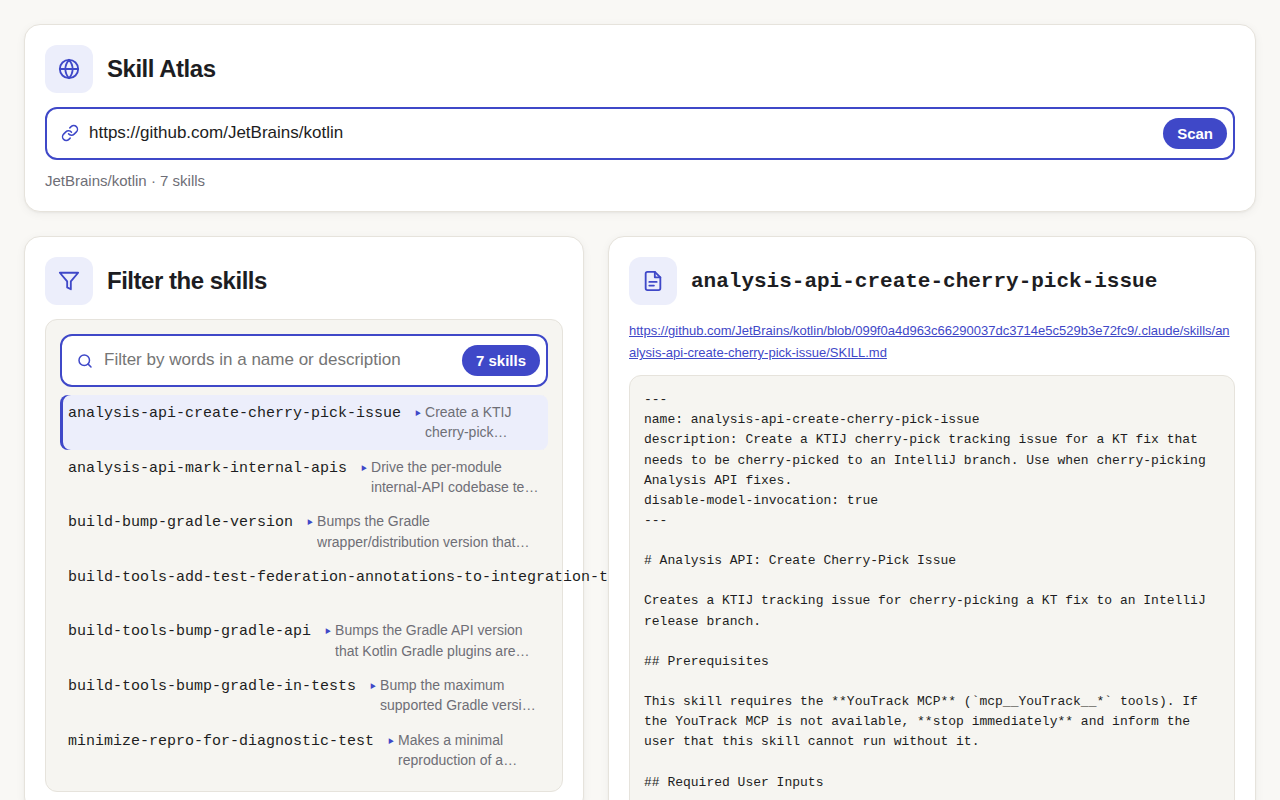 Skill Atlas
https://github.com/JetBrains/kotlin
Scan
JetBrains/kotlin · 7 skills
Filter the skills
Filter by words in a name or description
7 skills
analysis-api-create-cherry-pick-issue
Create a KTIJ
cherry-pick…
analysis-api-mark-internal-apis
Drive the per-module
internal-API codebase te…
build-bump-gradle-version
Bumps the Gradle
wrapper/distribution version that…
build-tools-add-test-federation-annotations-to-integration-t
build-tools-bump-gradle-api
Bumps the Gradle API version
that Kotlin Gradle plugins are…
build-tools-bump-gradle-in-tests
Bump the maximum
supported Gradle versi…
minimize-repro-for-diagnostic-test
Makes a minimal
reproduction of a…
analysis-api-create-cherry-pick-issue
https://github.com/JetBrains/kotlin/blob/099f0a4d963c66290037dc3714e5c529b3e72fc9/.claude/skills/an
alysis-api-create-cherry-pick-issue/SKILL.md
---
name: analysis-api-create-cherry-pick-issue
description: Create a KTIJ cherry-pick tracking issue for a KT fix that
needs to be cherry-picked to an IntelliJ branch. Use when cherry-picking
Analysis API fixes.
disable-model-invocation: true
---
# Analysis API: Create Cherry-Pick Issue
Creates a KTIJ tracking issue for cherry-picking a KT fix to an IntelliJ
release branch.
## Prerequisites
This skill requires the **YouTrack MCP** (`mcp__YouTrack__*` tools). If
the YouTrack MCP is not available, **stop immediately** and inform the
user that this skill cannot run without it.
## Required User Inputs